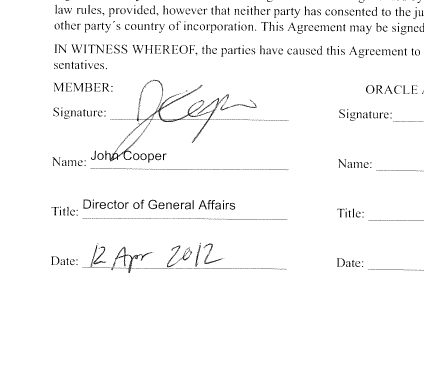 law rules, provided, however that neither party has consented to the ju
other party´s country of incorporation. This Agreement may be signed
IN WITNESS WHEREOF, the parties have caused this Agreement to
sentatives.
MEMBER:
ORACLE A
Signature: JCooper
Signature:
Name: John Cooper
Name:
Title: Director of General Affairs
Title:
Date: 12 Apr 2012
Date: